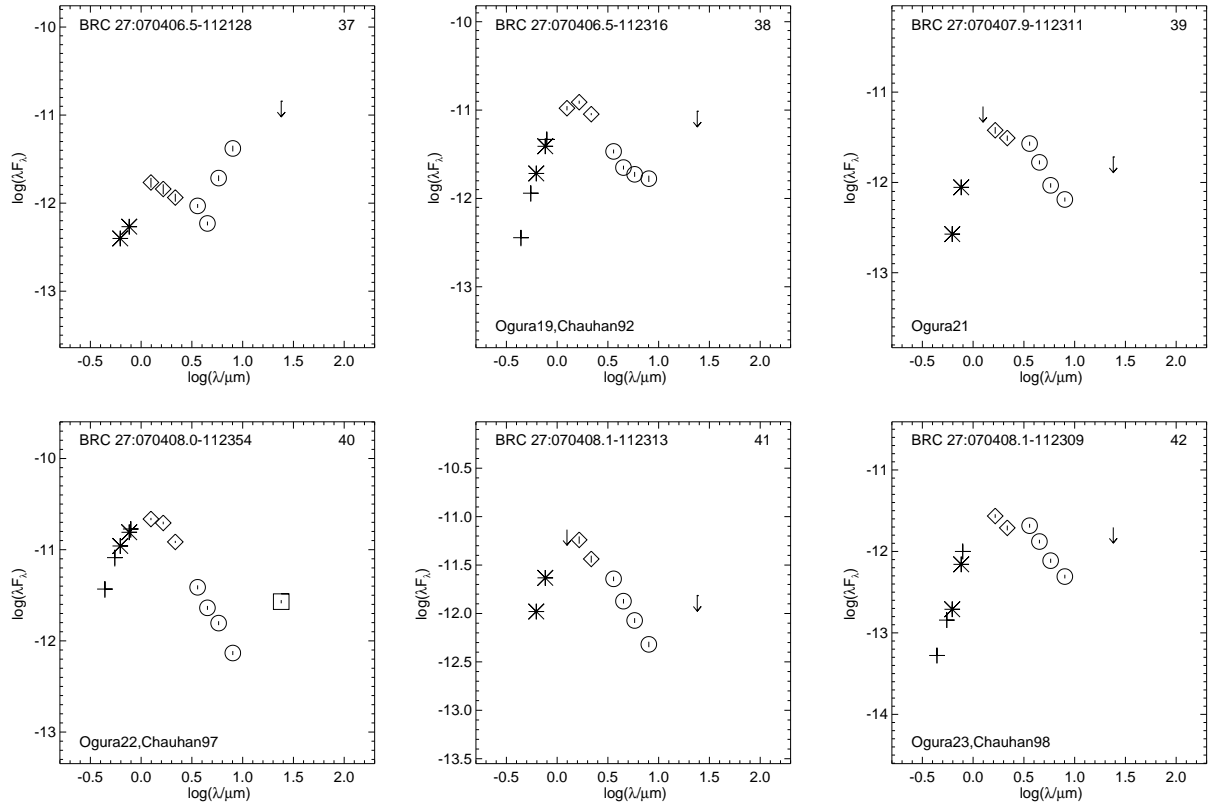 BRC 27:070406.5-112128 37
-10
-11
-12
-13
log(λFλ)
-0.5 0.0 0.5 1.0 1.5 2.0
log(λ/μm)
BRC 27:070406.5-112316 38
-10
-11
-12
-13
log(λFλ)
Ogura19,Chauhan92
-0.5 0.0 0.5 1.0 1.5 2.0
log(λ/μm)
BRC 27:070407.9-112311 39
-11
-12
-13
log(λFλ)
Ogura21
-0.5 0.0 0.5 1.0 1.5 2.0
log(λ/μm)
BRC 27:070408.0-112354 40
-10
-11
-12
-13
log(λFλ)
Ogura22,Chauhan97
-0.5 0.0 0.5 1.0 1.5 2.0
log(λ/μm)
BRC 27:070408.1-112313 41
-10.5
-11.0
-11.5
-12.0
-12.5
-13.0
-13.5
log(λFλ)
-0.5 0.0 0.5 1.0 1.5 2.0
log(λ/μm)
BRC 27:070408.1-112309 42
-11
-12
-13
-14
log(λFλ)
Ogura23,Chauhan98
-0.5 0.0 0.5 1.0 1.5 2.0
log(λ/μm)